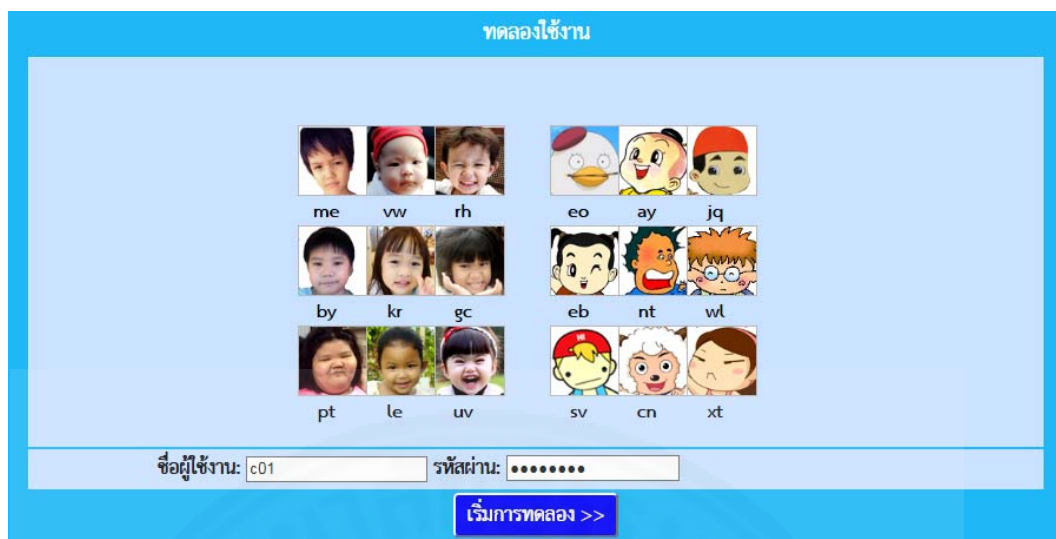 ทดลองใช้งาน
me vw rh eo ay jq
by kr gc eb nt wl
Hi
pt le uv sv cn xt
ชื่อผู้ใช้งาน: c01 รหัสผ่าน: ••••••••
เริ่มการทดลอง >>